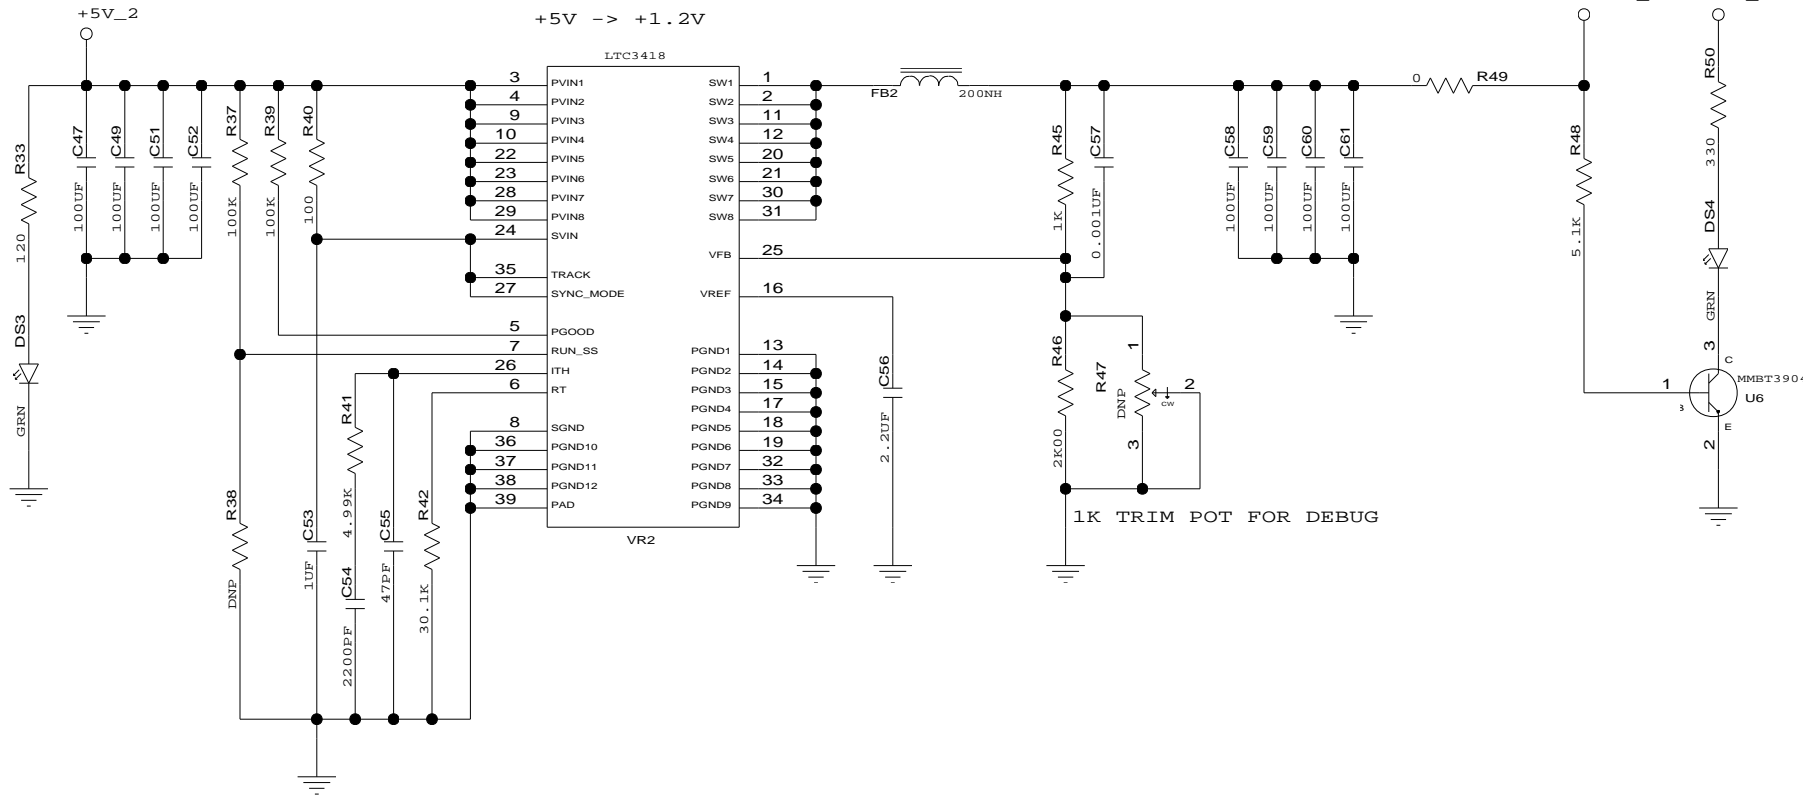 +5V_2
+5V -> +1.2V
LTC3418
3 PVIN1
4 PVIN2
9 PVIN3
10 PVIN4
22 PVIN5
23 PVIN6
28 PVIN7
29 PVIN8
24 SVIN
35 TRACK
27 SYNC_MODE
5 PGOOD
7 RUN_SS
26 ITH
6 RT
8 SGND
36 PGND10
37 PGND11
38 PGND12
39 PAD
SW1 1
SW2 2
SW3 11
SW4 12
SW5 20
SW6 21
SW7 30
SW8 31
VFB 25
VREF 16
PGND1 13
PGND2 14
PGND3 15
PGND4 17
PGND5 18
PGND6 19
PGND7 32
PGND8 33
PGND9 34
VR2
R33
120
DS3
GRN
C47
100UF
C49
100UF
C51
100UF
C52
100UF
R37
100K
R39
100K
R40
100
R38
DNP
C53
1UF
R41
4.99K
C54
2200PF
C55
47PF
R42
30.1K
FB2
200NH
C56
2.2UF
R45
1K
C57
0.001UF
R46
2K00
R47
DNP
1
2
3
CW
1K TRIM POT FOR DEBUG
C58
100UF
C59
100UF
C60
100UF
C61
100UF
0 R49
R48
5.1K
R50
330
DS4
GRN
3
C
1
MMBT3904
U6
E
2